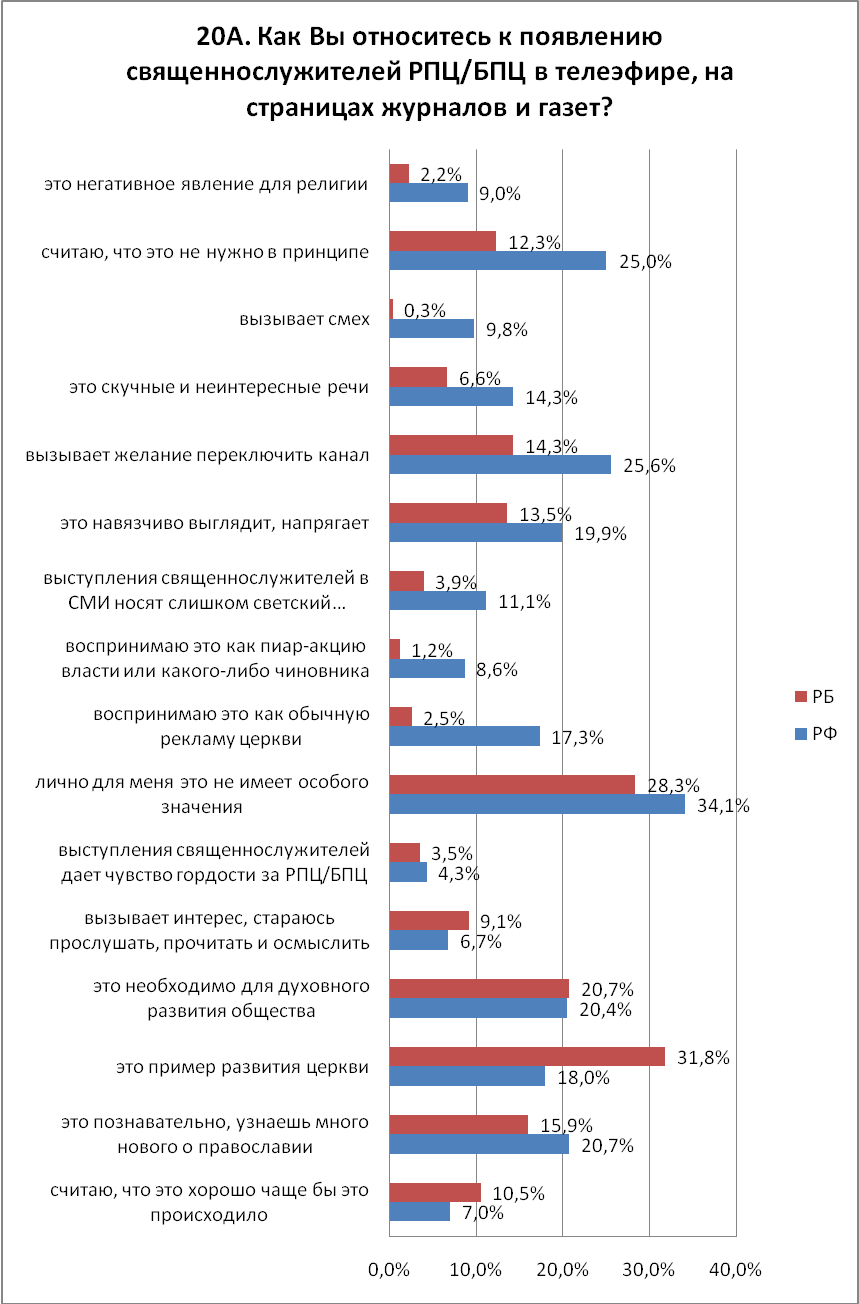 20А. Как Вы относитесь к появлению
священнослужителей РПЦ/БПЦ в телеэфире, на
страницах журналов и газет?
это негативное явление для религии
2,2%
9,0%
считаю, что это не нужно в принципе
12,3%
25,0%
вызывает смех
0,3%
9,8%
это скучные и неинтересные речи
6,6%
14,3%
вызывает желание переключить канал
14,3%
25,6%
это навязчиво выглядит, напрягает
13,5%
19,9%
выступления священнослужителей в
СМИ носят слишком светский...
3,9%
11,1%
воспринимаю это как пиар-акцию
власти или какого-либо чиновника
1,2%
8,6%
воспринимаю это как обычную
рекламу церкви
2,5%
17,3%
лично для меня это не имеет особого
значения
28,3%
34,1%
выступления священнослужителей
дает чувство гордости за РПЦ/БПЦ
3,5%
4,3%
вызывает интерес, стараюсь
прослушать, прочитать и осмыслить
9,1%
6,7%
это необходимо для духовного
развития общества
20,7%
20,4%
это пример развития церкви
31,8%
18,0%
это познавательно, узнаешь много
нового о православии
15,9%
20,7%
считаю, что это хорошо чаще бы это
происходило
10,5%
7,0%
РБ
РФ
0,0% 10,0% 20,0% 30,0% 40,0%